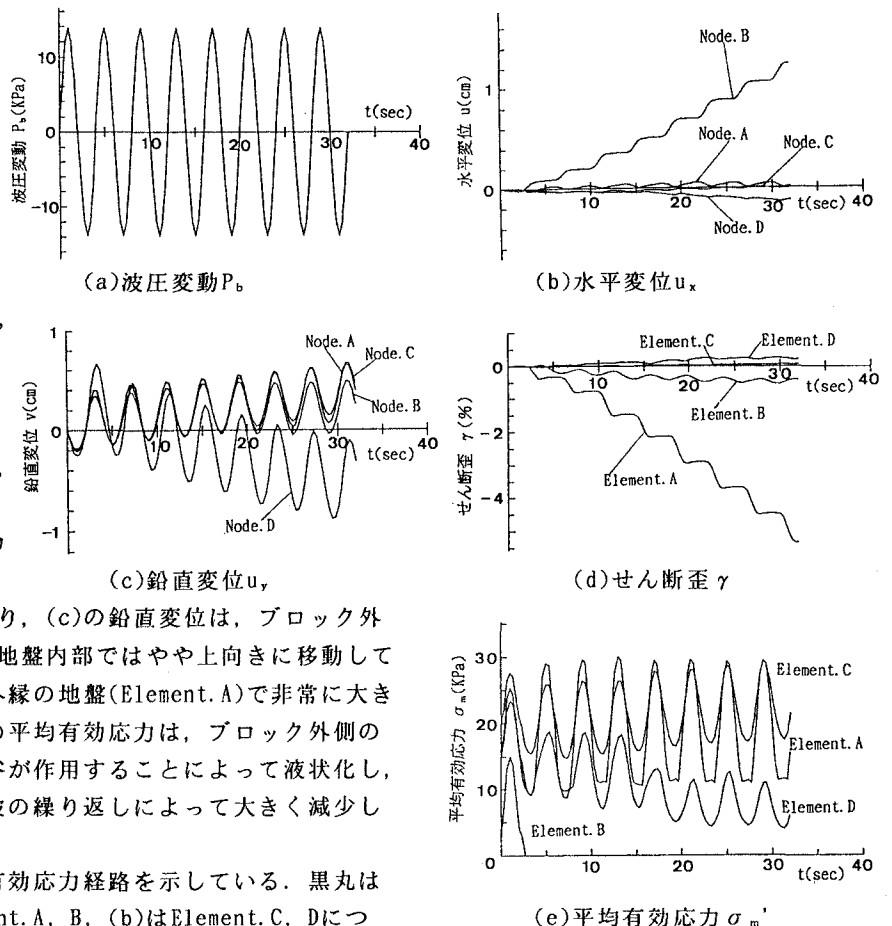 波圧変動 P_b(KPa)
10
0
-10
10
20
30
40
t(sec)
(a)波圧変動P_b
水平変位 u(cm)
1
0
Node.B
Node.A
Node.C
Node.D
10
20
30
t(sec)
40
(b)水平変位u_x
鉛直変位 v(cm)
1
0
-1
Node.A
Node.C
Node.B
Node.D
10
20
30
40
t(sec)
(c)鉛直変位u_y
せん断歪 γ(%)
0
-2
-4
Element.C
Element.D
Element.B
Element.A
10
20
30
40
t(sec)
(d)せん断歪γ
り,(c)の鉛直変位は,ブロック外
地盤内部ではやや上向きに移動して
外縁の地盤(Element.A)で非常に大き
の平均有効応力は,ブロック外側の
谷が作用することによって液状化し,
波の繰り返しによって大きく減少し
有効応力経路を示している.黒丸は
nt.A, B, (b)はElement.C, Dにつ
平均有効応力 σ_m(KPa)
30
20
10
0
Element.C
Element.A
Element.D
Element.B
10
20
30
40
t(sec)
(e)平均有効応力σ_m'